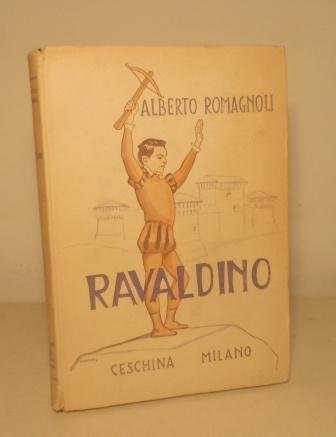 ALBERTO ROMAGNOLI
RAVALDINO
CESCHINA MILANO